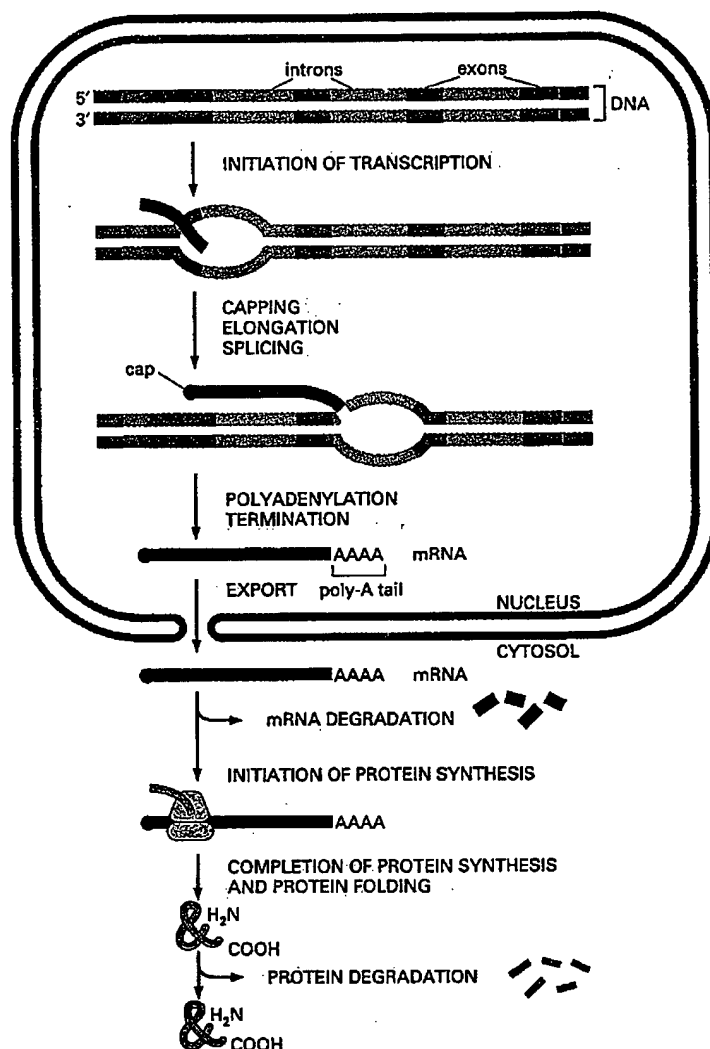 introns exons
5′
3′
DNA
INITIATION OF TRANSCRIPTION
CAPPING
ELONGATION
SPLICING
cap
POLYADENYLATION
TERMINATION
AAAA mRNA
EXPORT poly-A tail
NUCLEUS
CYTOSOL
AAAA mRNA
mRNA DEGRADATION
INITIATION OF PROTEIN SYNTHESIS
AAAA
COMPLETION OF PROTEIN SYNTHESIS
AND PROTEIN FOLDING
H₂N
COOH
PROTEIN DEGRADATION
H₂N
COOH